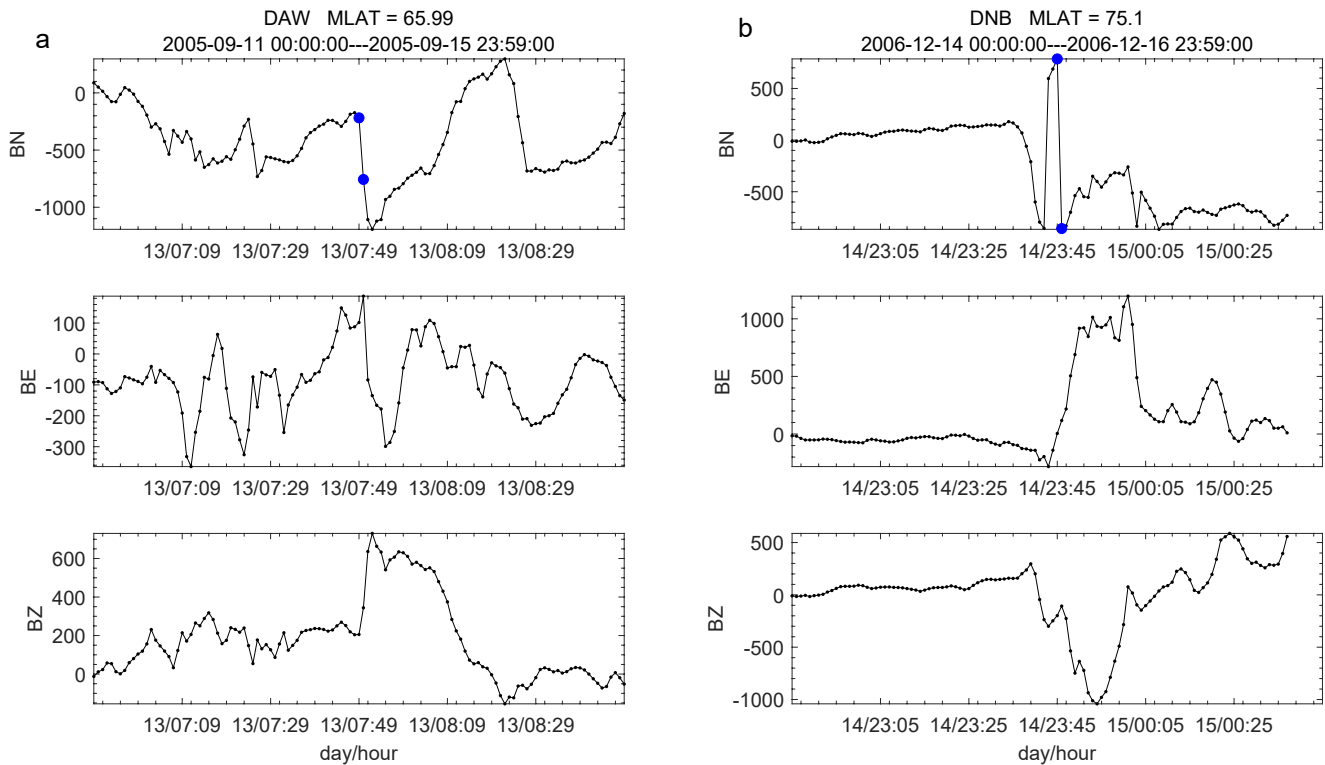 a
DAW MLAT = 65.99
2005-09-11 00:00:00---2005-09-15 23:59:00
BN
0
-500
-1000
13/07:09 13/07:29 13/07:49 13/08:09 13/08:29
BE
100
0
-100
-200
-300
13/07:09 13/07:29 13/07:49 13/08:09 13/08:29
BZ
600
400
200
0
13/07:09 13/07:29 13/07:49 13/08:09 13/08:29
day/hour
b
DNB MLAT = 75.1
2006-12-14 00:00:00---2006-12-16 23:59:00
BN
500
0
-500
14/23:05 14/23:25 14/23:45 15/00:05 15/00:25
BE
1000
500
0
14/23:05 14/23:25 14/23:45 15/00:05 15/00:25
BZ
500
0
-500
-1000
14/23:05 14/23:25 14/23:45 15/00:05 15/00:25
day/hour